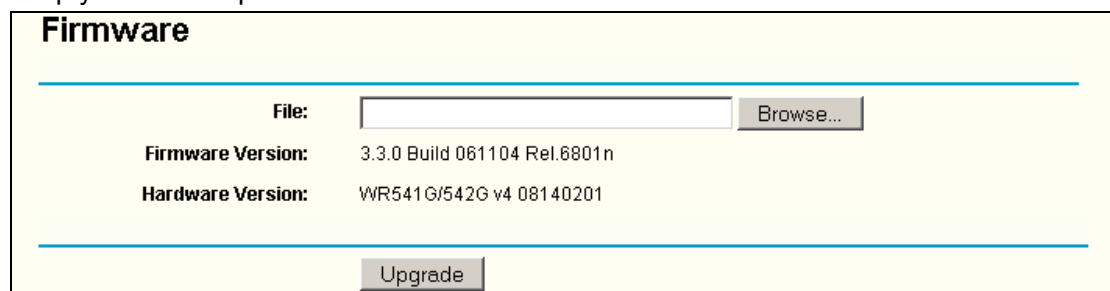 Firmware
File: Browse...
Firmware Version: 3.3.0 Build 061104 Rel.6801n
Hardware Version: WR541G/542G v4 08140201
Upgrade